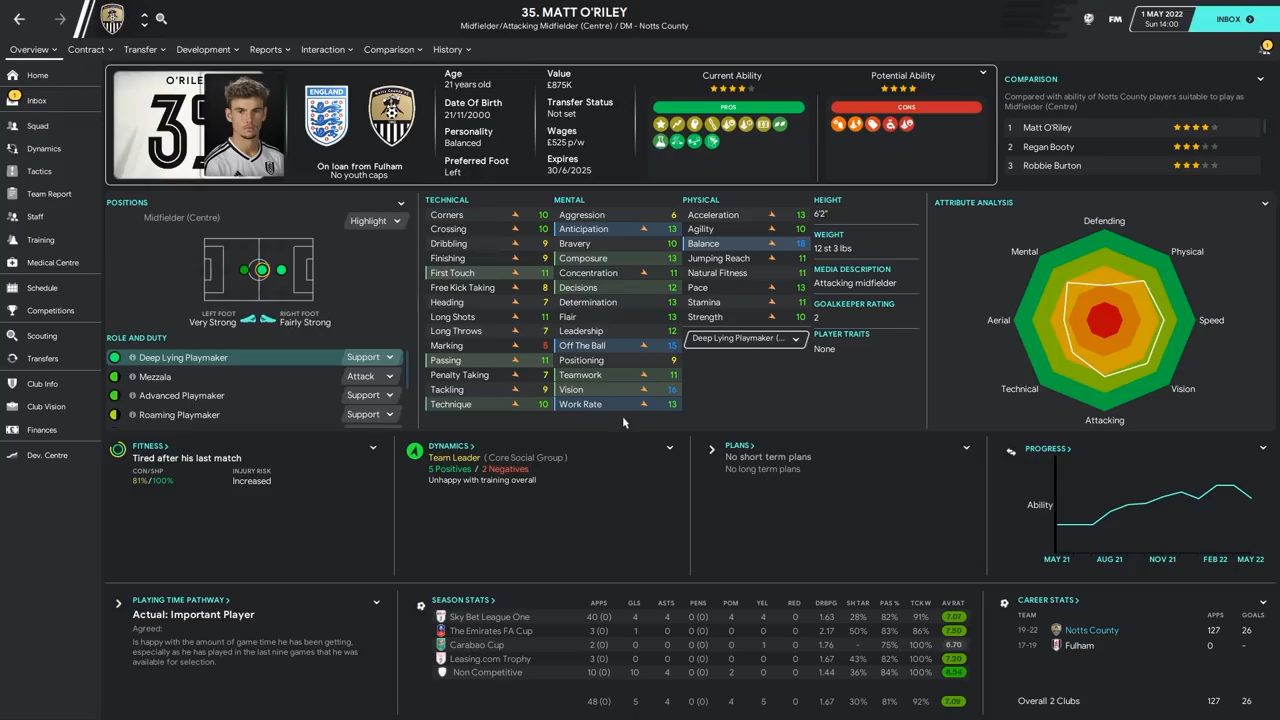 35. MATT O'RILEY
Midfielder/Attacking Midfielder (Centre) / DM - Notts County
FM
1 MAY 2022
Sun 14:00
INBOX
Overview
Contract
Transfer
Development
Reports
Interaction
Comparison
History
1
Home
1
Inbox
Squad
Dynamics
Tactics
Team Report
Staff
Training
Medical Centre
Schedule
Competitions
Scouting
Transfers
Club Info
Club Vision
Finances
Dev. Centre
O'RILE
35
ENGLAND
On loan from Fulham
No youth caps
Age
21 years old
Date Of Birth
21/11/2000
Personality
Balanced
Preferred Foot
Left
Value
£875K
Transfer Status
Not set
Wages
£525 p/w
Expires
30/6/2025
Current Ability
PROS
Potential Ability
CONS
COMPARISON
Compared with ability of Notts County players suitable to play as
Midfielder (Centre)
1 Matt O'Riley
2 Regan Booty
3 Robbie Burton
POSITIONS
Midfielder (Centre)
Highlight
LEFT FOOT
Very Strong
RIGHT FOOT
Fairly Strong
ROLE AND DUTY
Deep Lying Playmaker Support
Mezzala Attack
Advanced Playmaker Support
Roaming Playmaker Support
TECHNICAL
Corners 10
Crossing 10
Dribbling 9
Finishing 9
First Touch 11
Free Kick Taking 8
Heading 7
Long Shots 11
Long Throws 7
Marking 5
Passing 11
Penalty Taking 7
Tackling 9
Technique 10
MENTAL
Aggression 6
Anticipation 13
Bravery 10
Composure 13
Concentration 11
Decisions 12
Determination 13
Flair 13
Leadership 12
Off The Ball 15
Positioning 9
Teamwork 11
Vision 16
Work Rate 13
PHYSICAL
Acceleration 13
Agility 10
Balance 16
Jumping Reach 11
Natural Fitness 11
Pace 13
Stamina 11
Strength 10
Deep Lying Playmaker (...
HEIGHT
6'2"
WEIGHT
12 st 3 lbs
MEDIA DESCRIPTION
Attacking midfielder
GOALKEEPER RATING
2
PLAYER TRAITS
None
ATTRIBUTE ANALYSIS
Defending
Physical
Speed
Vision
Attacking
Technical
Aerial
Mental
FITNESS
Tired after his last match
CON/SHP
81%/100%
INJURY RISK
Increased
DYNAMICS
Team Leader (Core Social Group)
5 Positives / 2 Negatives
Unhappy with training overall
PLANS
No short term plans
No long term plans
PROGRESS
Ability
MAY 21 AUG 21 NOV 21 FEB 22 MAY 22
PLAYING TIME PATHWAY
Actual: Important Player
Agreed:
Is happy with the amount of game time he has been getting,
especially as he has played in the last nine games that he was
available for selection.
SEASON STATS APPS GLS ASTS PENS POM YEL RED DRBPG SH TAR PAS % TCK W AV RAT
Sky Bet League One 40 (0) 4 4 0 (0) 4 4 0 1.63 28% 82% 91% 7.07
The Emirates FA Cup 3 (0) 1 0 0 (0) 0 0 0 2.17 50% 83% 86% 7.50
Carabao Cup 2 (0) 0 0 0 (0) 0 1 0 1.76 - 75% 100% 6.70
Leasing.com Trophy 3 (0) 0 0 0 (0) 0 0 0 1.67 43% 82% 100% 7.20
Non Competitive 10 (0) 10 4 0 (0) 2 0 0 1.44 36% 84% 100% 8.54
48 (0) 5 4 0 (0) 4 5 0 1.67 30% 81% 92% 7.09
CAREER STATS
TEAM APPS GOALS
19-22 Notts County 127 26
17-19 Fulham 0 -
Overall 2 Clubs 127 26